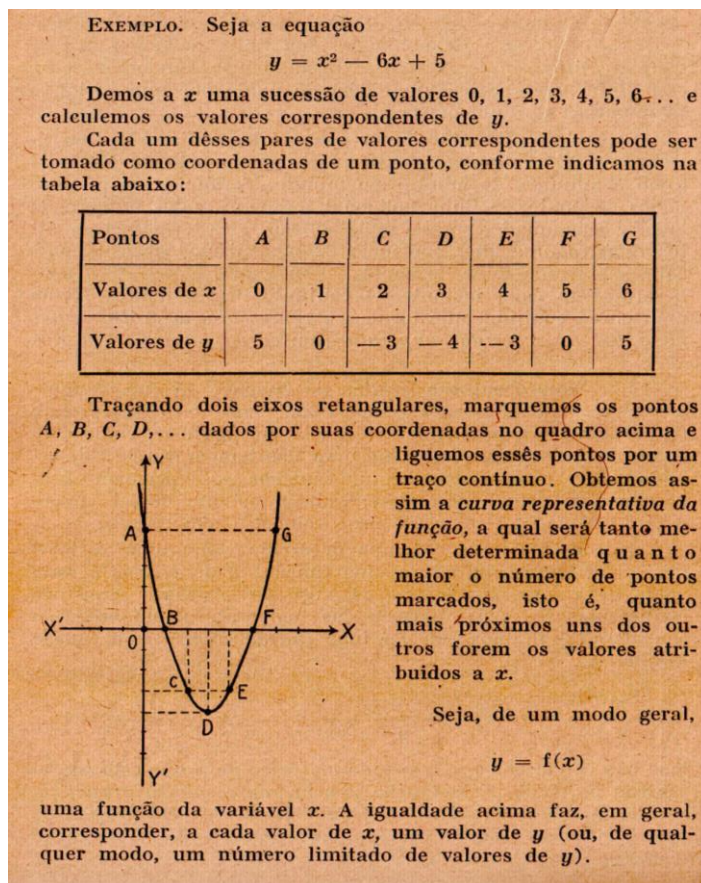 EXEMPLO. Seja a equação
y = x² — 6x + 5
Demos a x uma sucessão de valores 0, 1, 2, 3, 4, 5, 6... e
calculemos os valores correspondentes de y.
Cada um dêsses pares de valores correspondentes pode ser
tomado como coordenadas de um ponto, conforme indicamos na
tabela abaixo:
Pontos A B C D E F G
Valores de x 0 1 2 3 4 5 6
Valores de y 5 0 — 3 — 4 -- 3 0 5
Traçando dois eixos retangulares, marquemos os pontos
A, B, C, D,... dados por suas coordenadas no quadro acima e
liguemos essês pontos por um
traço contínuo. Obtemos as-
sim a curva representativa da
função, a qual será tanto me-
lhor determinada quanto
maior o número de pontos
marcados, isto é, quanto
mais próximos uns dos ou-
tros forem os valores atri-
buidos a x.
Y
A G
X' B F X
0
C E
D
Y'
Seja, de um modo geral,
y = f(x)
uma função da variável x. A igualdade acima faz, em geral,
corresponder, a cada valor de x, um valor de y (ou, de qual-
quer modo, um número limitado de valores de y).